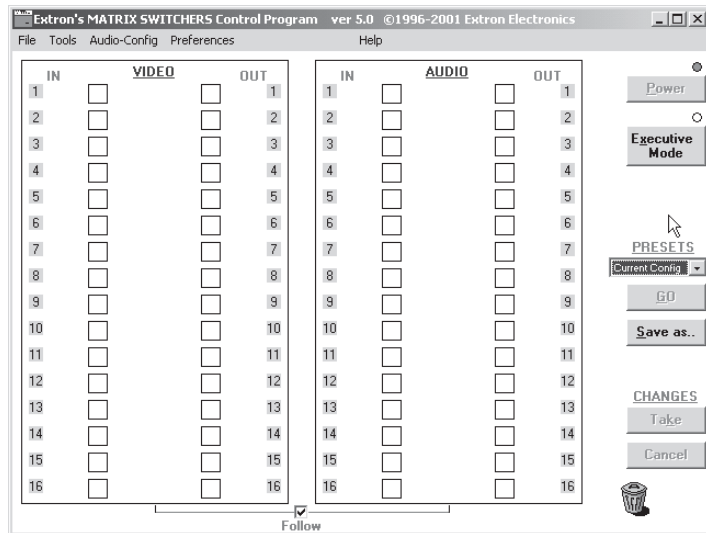 Extron's MATRIX SWITCHERS Control Program ver 5.0 ©1996-2001 Extron Electronics
File Tools Audio-Config Preferences Help
IN VIDEO OUT IN AUDIO OUT
1 1 1 1
Power
2 2 2 2
3 3 3 3
Executive
Mode
4 4 4 4
5 5 5 5
6 6 6 6
7 7 7 7
PRESETS
8 8 8 8
Current Config
9 9 9 9
GO
10 10 10 10
Save as..
11 11 11 11
12 12 12 12
CHANGES
13 13 13 13
Take
14 14 14 14
15 15 15 15
Cancel
16 16 16 16
Follow